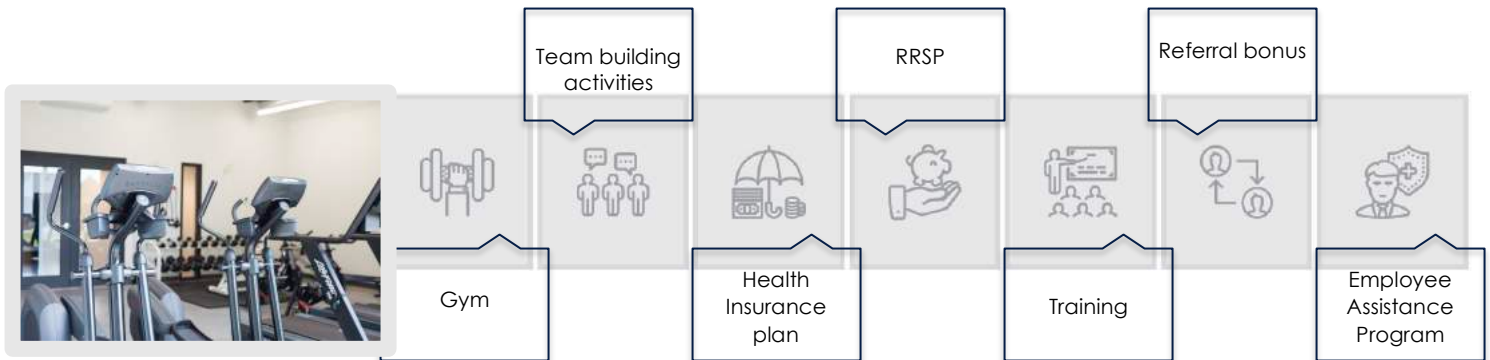 Team building
activities
RRSP
Referral bonus
Gym
Health
Insurance
plan
Training
Employee
Assistance
Program